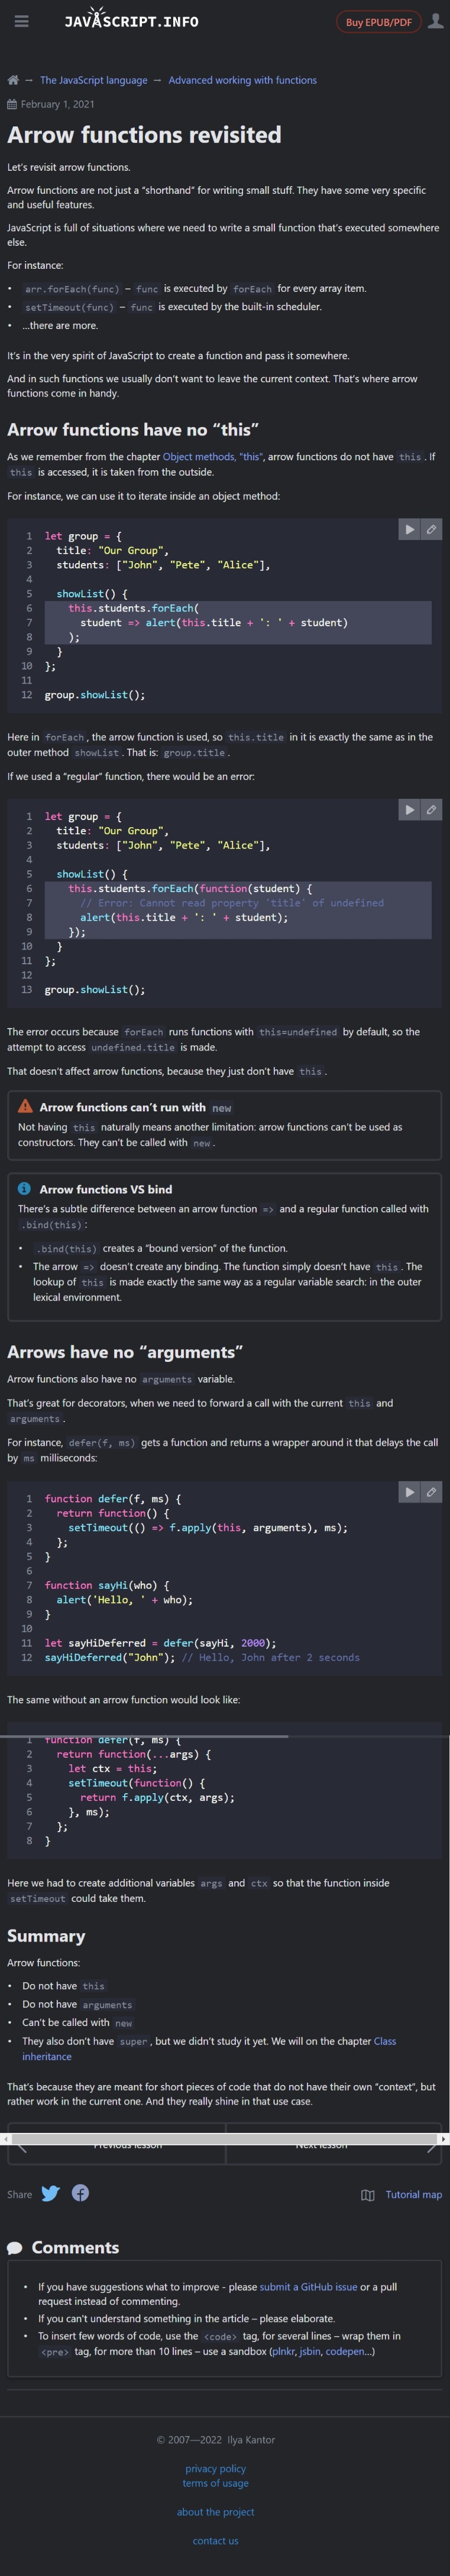 JAVASCRIPT.INFO
Buy EPUB/PDF
→ The JavaScript language → Advanced working with functions
February 1, 2021
Arrow functions revisited
Let's revisit arrow functions.
Arrow functions are not just a “shorthand” for writing small stuff. They have some very specific
and useful features.
JavaScript is full of situations where we need to write a small function that's executed somewhere
else.
For instance:
• arr.forEach(func) – func is executed by forEach for every array item.
• setTimeout(func) – func is executed by the built-in scheduler.
• …there are more.
It's in the very spirit of JavaScript to create a function and pass it somewhere.
And in such functions we usually don't want to leave the current context. That's where arrow
functions come in handy.
Arrow functions have no “this”
As we remember from the chapter Object methods, "this", arrow functions do not have this. If
this is accessed, it is taken from the outside.
For instance, we can use it to iterate inside an object method:
1 let group = {
2   title: "Our Group",
3   students: ["John", "Pete", "Alice"],
4
5   showList() {
6     this.students.forEach(
7       student => alert(this.title + ': ' + student)
8     );
9   }
10 };
11
12 group.showList();
Here in forEach, the arrow function is used, so this.title in it is exactly the same as in the
outer method showList. That is: group.title.
If we used a “regular” function, there would be an error:
1 let group = {
2   title: "Our Group",
3   students: ["John", "Pete", "Alice"],
4
5   showList() {
6     this.students.forEach(function(student) {
7       // Error: Cannot read property 'title' of undefined
8       alert(this.title + ': ' + student);
9     });
10   }
11 };
12
13 group.showList();
The error occurs because forEach runs functions with this=undefined by default, so the
attempt to access undefined.title is made.
That doesn't affect arrow functions, because they just don't have this.
Arrow functions can't run with new
Not having this naturally means another limitation: arrow functions can't be used as
constructors. They can't be called with new.
Arrow functions VS bind
There's a subtle difference between an arrow function => and a regular function called with
.bind(this):
• .bind(this) creates a “bound version” of the function.
• The arrow => doesn't create any binding. The function simply doesn't have this. The
lookup of this is made exactly the same way as a regular variable search: in the outer
lexical environment.
Arrows have no “arguments”
Arrow functions also have no arguments variable.
That's great for decorators, when we need to forward a call with the current this and
arguments.
For instance, defer(f, ms) gets a function and returns a wrapper around it that delays the call
by ms milliseconds:
1 function defer(f, ms) {
2   return function() {
3     setTimeout(() => f.apply(this, arguments), ms);
4   };
5 }
6
7 function sayHi(who) {
8   alert('Hello, ' + who);
9 }
10
11 let sayHiDeferred = defer(sayHi, 2000);
12 sayHiDeferred("John"); // Hello, John after 2 seconds
The same without an arrow function would look like:
1 function defer(f, ms) {
2   return function(...args) {
3     let ctx = this;
4     setTimeout(function() {
5       return f.apply(ctx, args);
6     }, ms);
7   };
8 }
Here we had to create additional variables args and ctx so that the function inside
setTimeout could take them.
Summary
Arrow functions:
• Do not have this
• Do not have arguments
• Can't be called with new
• They also don't have super, but we didn't study it yet. We will on the chapter Class
inheritance
That's because they are meant for short pieces of code that do not have their own “context”, but
rather work in the current one. And they really shine in that use case.
Previous lesson Next lesson
Share Tutorial map
Comments
• If you have suggestions what to improve - please submit a GitHub issue or a pull
request instead of commenting.
• If you can't understand something in the article – please elaborate.
• To insert few words of code, use the <code> tag, for several lines – wrap them in
<pre> tag, for more than 10 lines – use a sandbox (plnkr, jsbin, codepen…)
© 2007—2022 Ilya Kantor
privacy policy
terms of usage
about the project
contact us